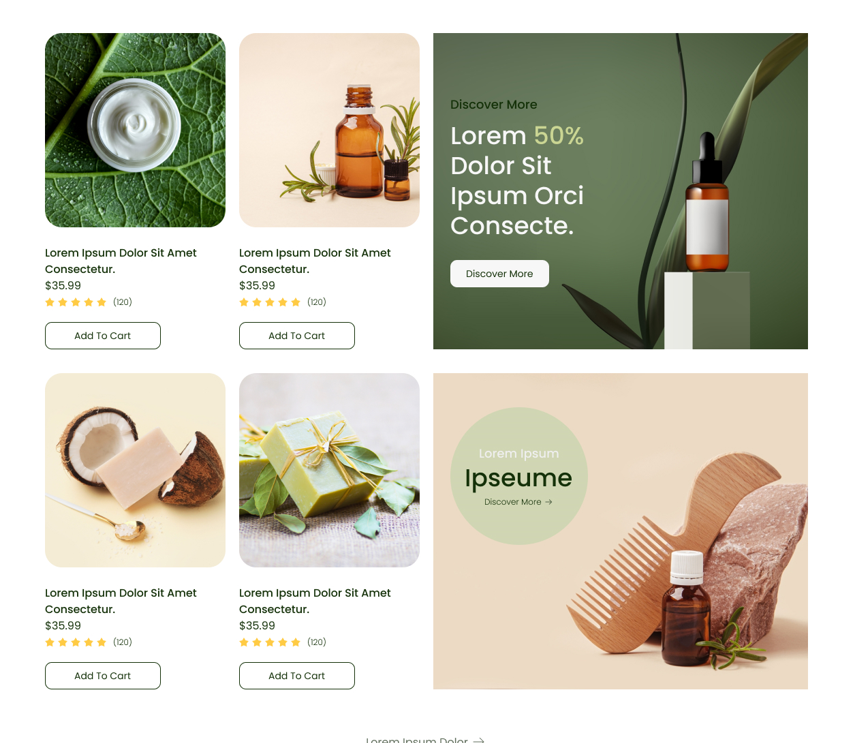 Lorem Ipsum Dolor Sit Amet
Consectetur.
$35.99
(120)
Add To Cart
Lorem Ipsum Dolor Sit Amet
Consectetur.
$35.99
(120)
Add To Cart
Discover More
Lorem 50%
Dolor Sit
Ipsum Orci
Consecte.
Discover More
Lorem Ipsum Dolor Sit Amet
Consectetur.
$35.99
(120)
Add To Cart
Lorem Ipsum Dolor Sit Amet
Consectetur.
$35.99
(120)
Add To Cart
Lorem Ipsum
Ipseume
Discover More →
Lorem Ipsum Dolor →